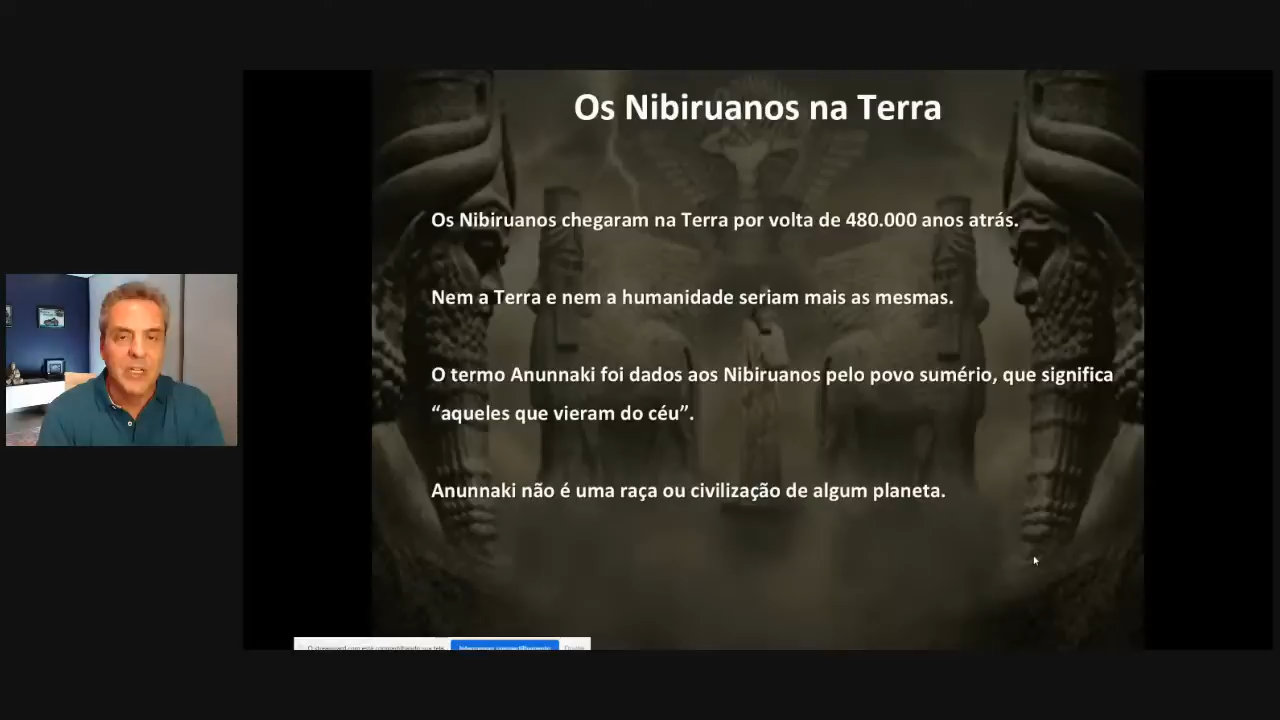 Os Nibiruanos na Terra
Os Nibiruanos chegaram na Terra por volta de 480.000 anos atrás.
Nem a Terra e nem a humanidade seriam mais as mesmas.
O termo Anunnaki foi dados aos Nibiruanos pelo povo sumério, que significa
“aqueles que vieram do céu”.
Anunnaki não é uma raça ou civilização de algum planeta.